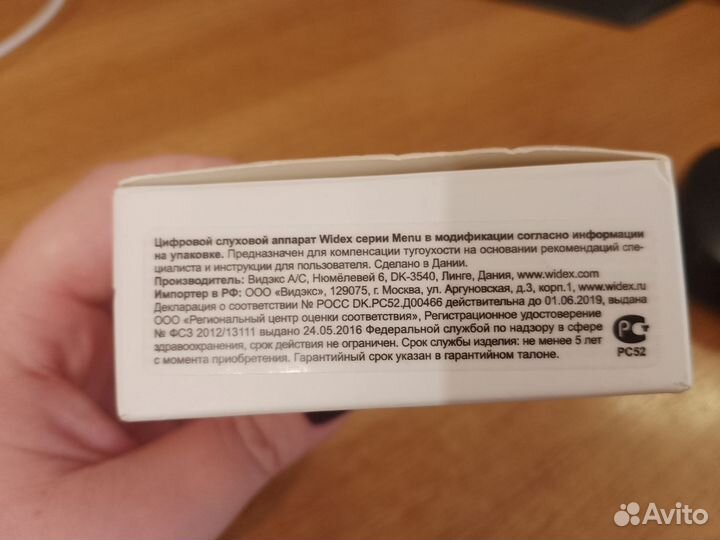 Цифровой слуховой аппарат Widex серии Menu в модификации согласно информации
на упаковке. Предназначен для компенсации тугоухости на основании рекомендаций спе-
циалиста и инструкции для пользователя. Сделано в Дании.
Производитель: Видэкс А/С, Нюмёлевей 6, DK-3540, Линге, Дания, www.widex.com
Импортер в РФ: ООО «Видэкс», 129075, г. Москва, ул. Аргуновская, д.3, корп.1, www.widex.ru
Декларация о соответствии № РОСС DK.PC52.Д00466 действительна до 01.06.2019, выдана
ООО «Региональный центр оценки соответствия», Регистрационное удостоверение
№ ФСЗ 2012/13111 выдано 24.05.2016 Федеральной службой по надзору в сфере
здравоохранения, срок действия не ограничен. Срок службы изделия: не менее 5 лет
с момента приобретения. Гарантийный срок указан в гарантийном талоне.
РС52
Avito